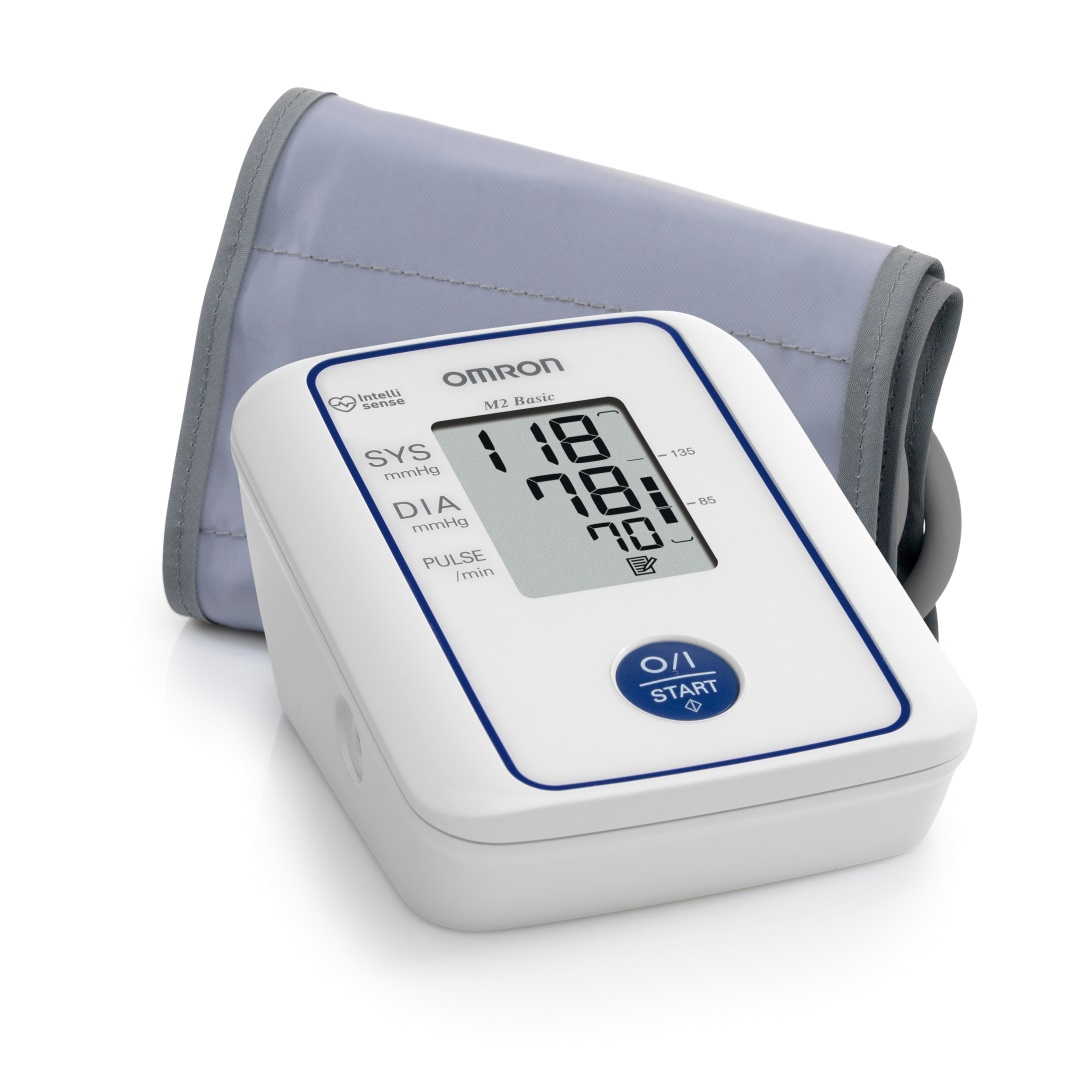 OMRON
Intelli
sense
M2 Basic
SYS
mmHg
118
135
DIA
mmHg
78
85
PULSE
/min
70
O/I
START